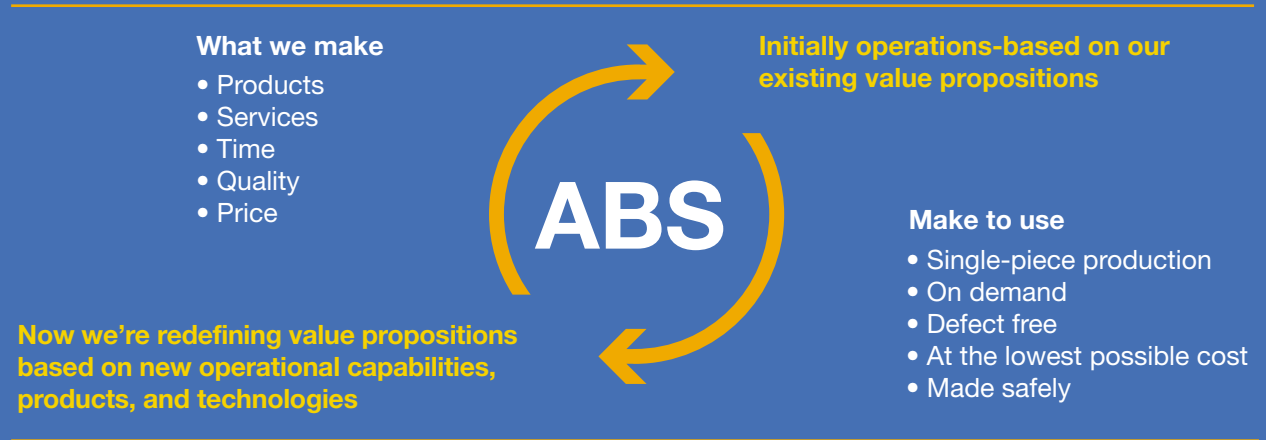 What we make
• Products
• Services
• Time
• Quality
• Price
Initially operations-based on our
existing value propositions
ABS
Make to use
• Single-piece production
• On demand
• Defect free
• At the lowest possible cost
• Made safely
Now we’re redefining value propositions
based on new operational capabilities,
products, and technologies